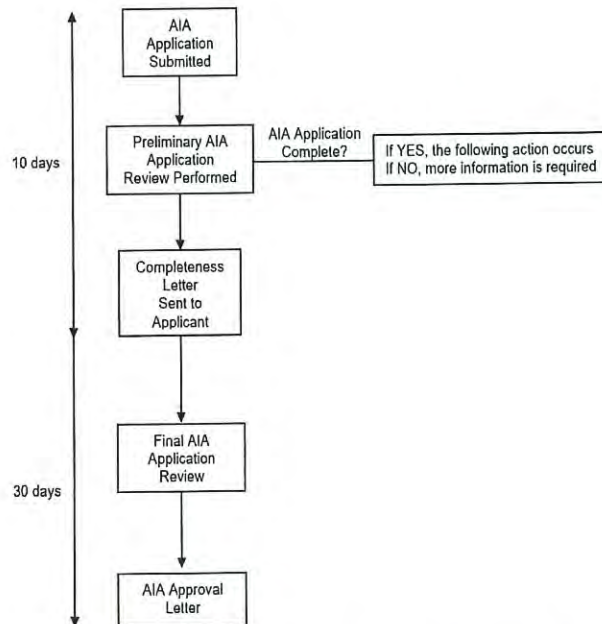 AIA
Application
Submitted
Preliminary AIA
Application
Review Performed
AIA Application
Complete?
If YES, the following action occurs
If NO, more information is required
10 days
Completeness
Letter
Sent to
Applicant
Final AIA
Application
Review
30 days
AIA Approval
Letter